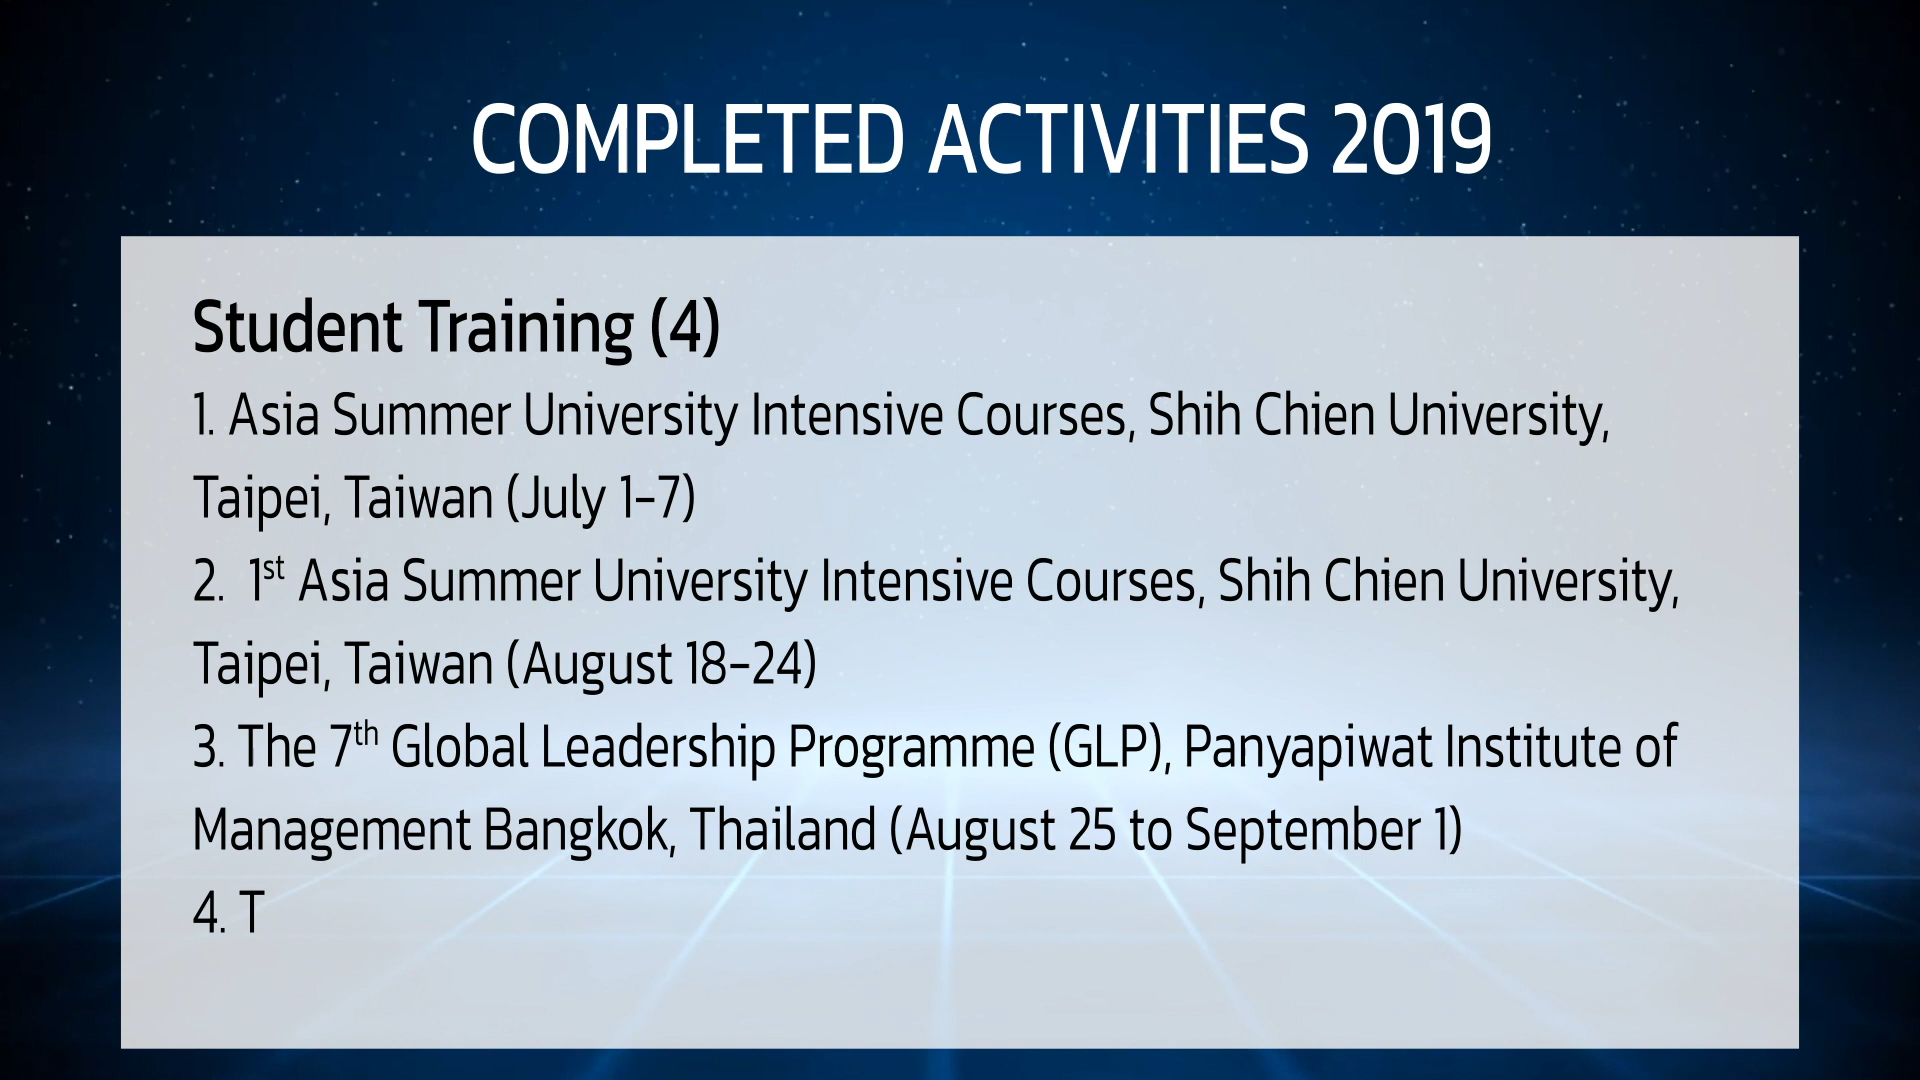 COMPLETED ACTIVITIES 2019
Student Training (4)
1. Asia Summer University Intensive Courses, Shih Chien University,
Taipei, Taiwan (July 1-7)
2. 1st Asia Summer University Intensive Courses, Shih Chien University,
Taipei, Taiwan (August 18-24)
3. The 7th Global Leadership Programme (GLP), Panyapiwat Institute of
Management Bangkok, Thailand (August 25 to September 1)
4. T